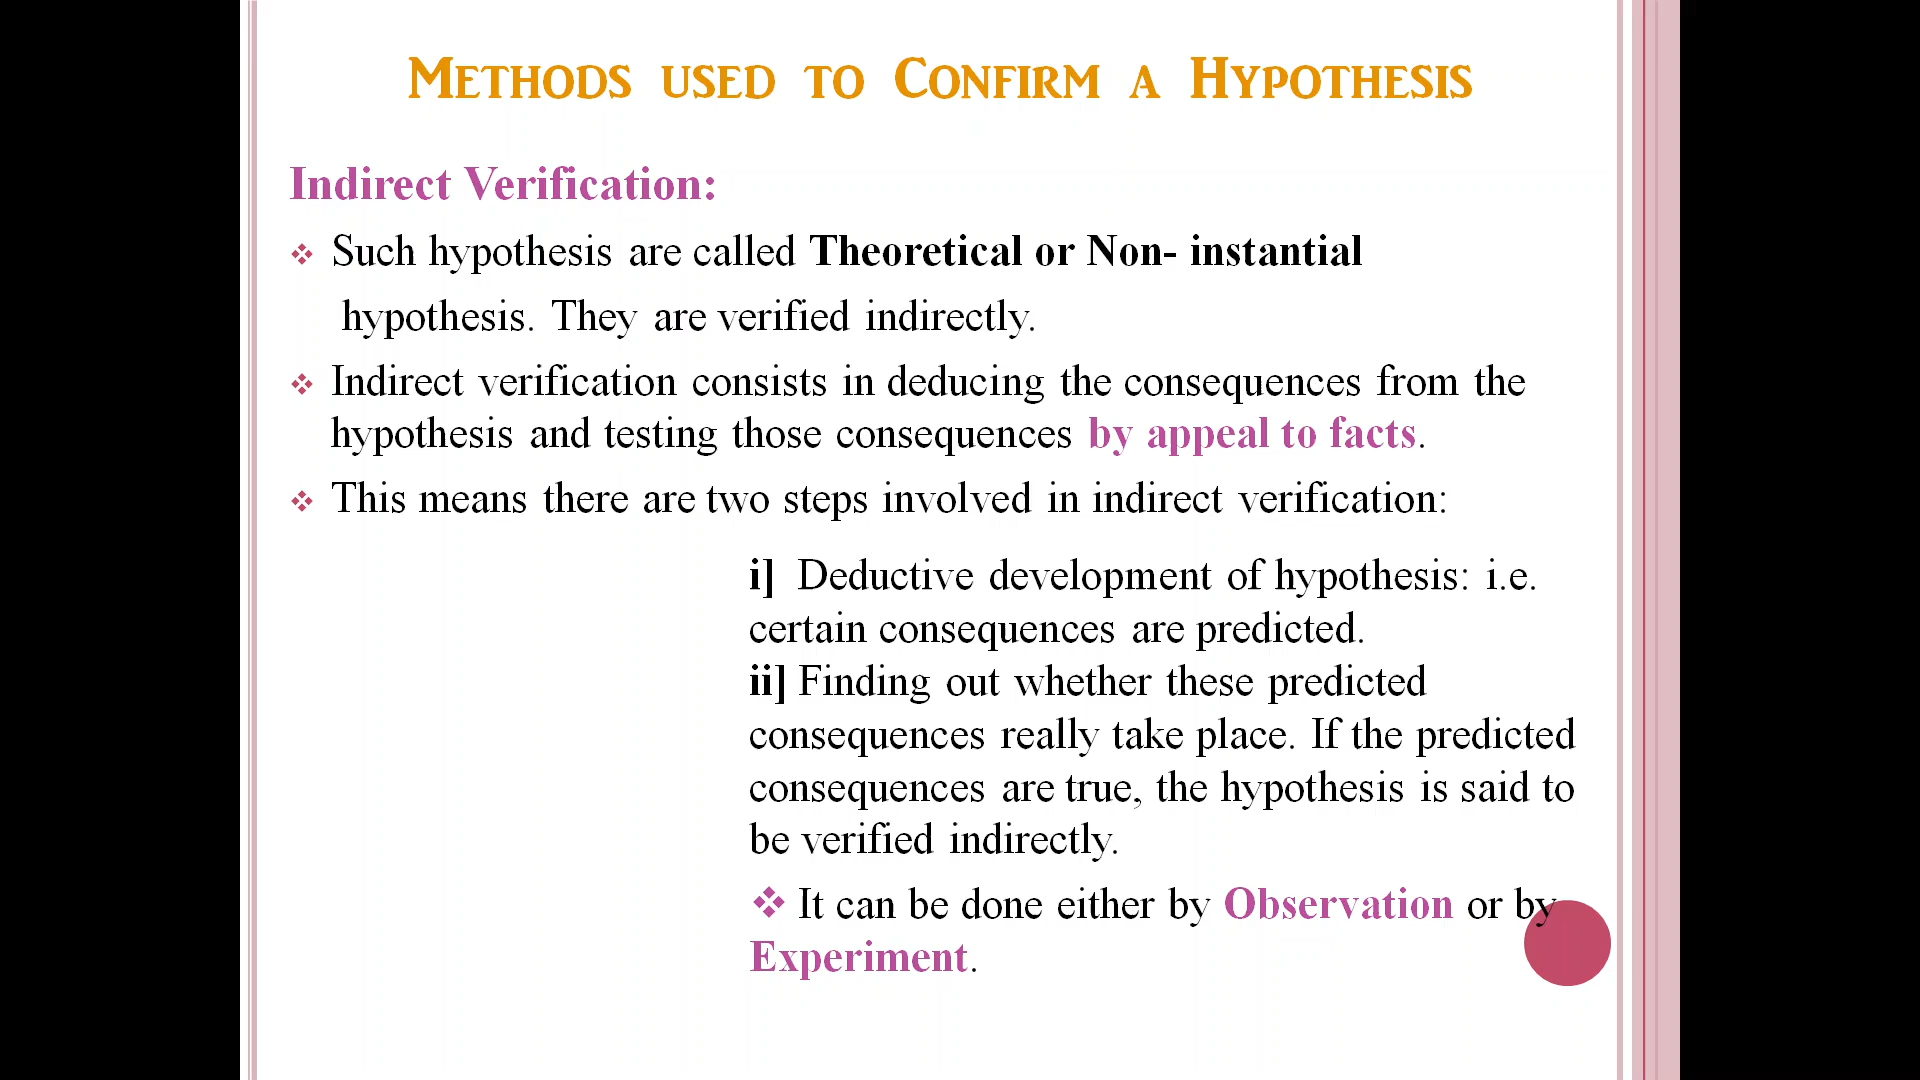 Methods used to Confirm a Hypothesis
Indirect Verification:
❖ Such hypothesis are called Theoretical or Non- instantial
hypothesis. They are verified indirectly.
❖ Indirect verification consists in deducing the consequences from the
hypothesis and testing those consequences by appeal to facts.
❖ This means there are two steps involved in indirect verification:
i] Deductive development of hypothesis: i.e.
certain consequences are predicted.
ii] Finding out whether these predicted
consequences really take place. If the predicted
consequences are true, the hypothesis is said to
be verified indirectly.
❖ It can be done either by Observation or by
Experiment.